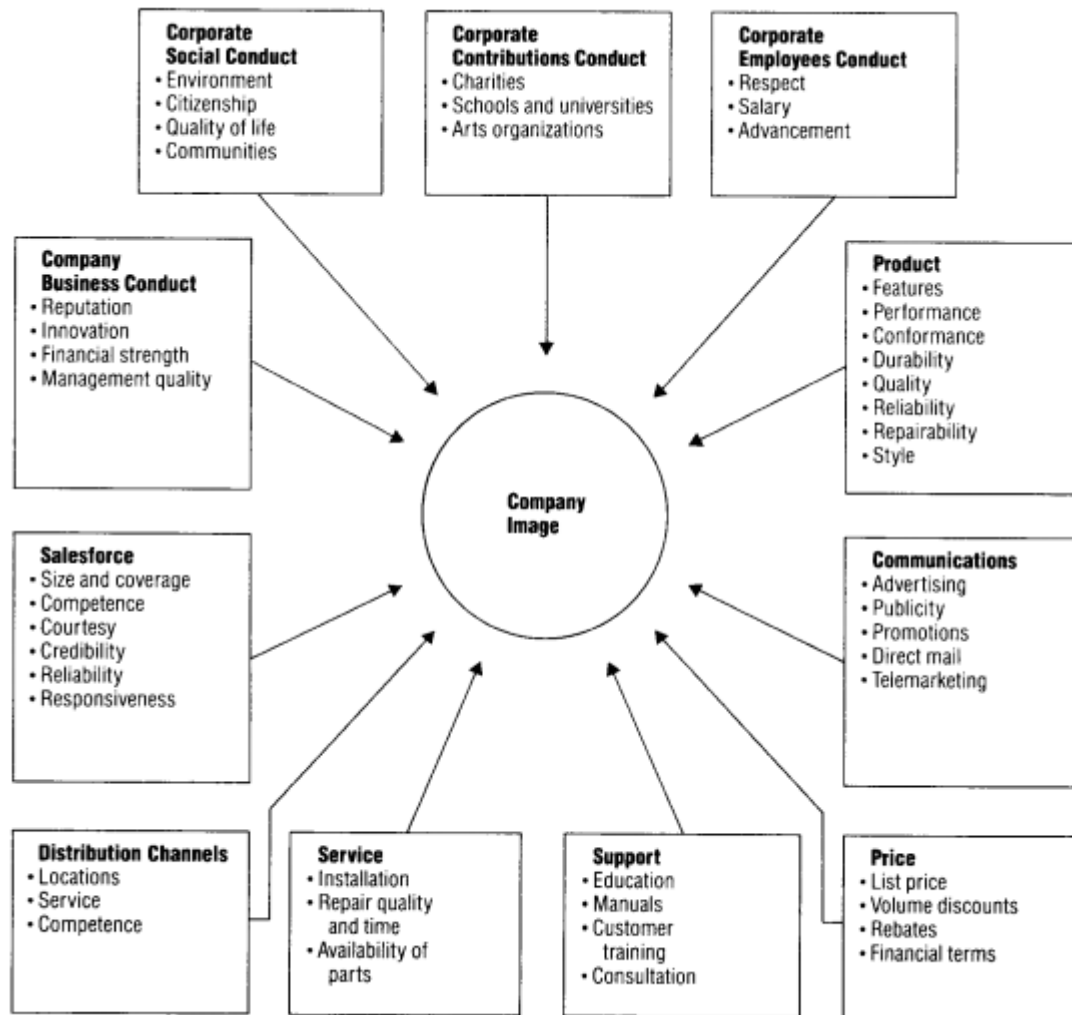 Corporate
Social Conduct
• Environment
• Citizenship
• Quality of life
• Communities
Corporate
Contributions Conduct
• Charities
• Schools and universities
• Arts organizations
Corporate
Employees Conduct
• Respect
• Salary
• Advancement
Company
Business Conduct
• Reputation
• Innovation
• Financial strength
• Management quality
Product
• Features
• Performance
• Conformance
• Durability
• Quality
• Reliability
• Repairability
• Style
Company
Image
Salesforce
• Size and coverage
• Competence
• Courtesy
• Credibility
• Reliability
• Responsiveness
Communications
• Advertising
• Publicity
• Promotions
• Direct mail
• Telemarketing
Distribution Channels
• Locations
• Service
• Competence
Service
• Installation
• Repair quality
and time
• Availability of
parts
Support
• Education
• Manuals
• Customer
training
• Consultation
Price
• List price
• Volume discounts
• Rebates
• Financial terms